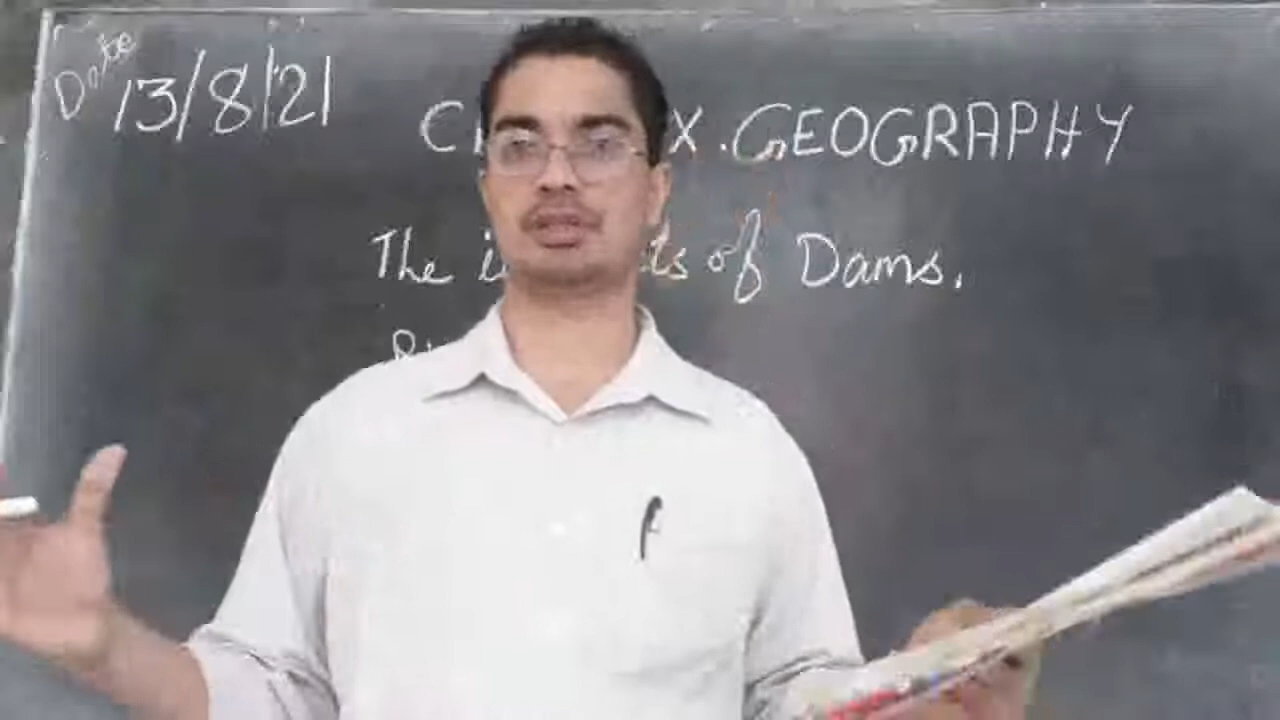 Date
13/8/21
X. GEOGRAPHY
The of Dams.